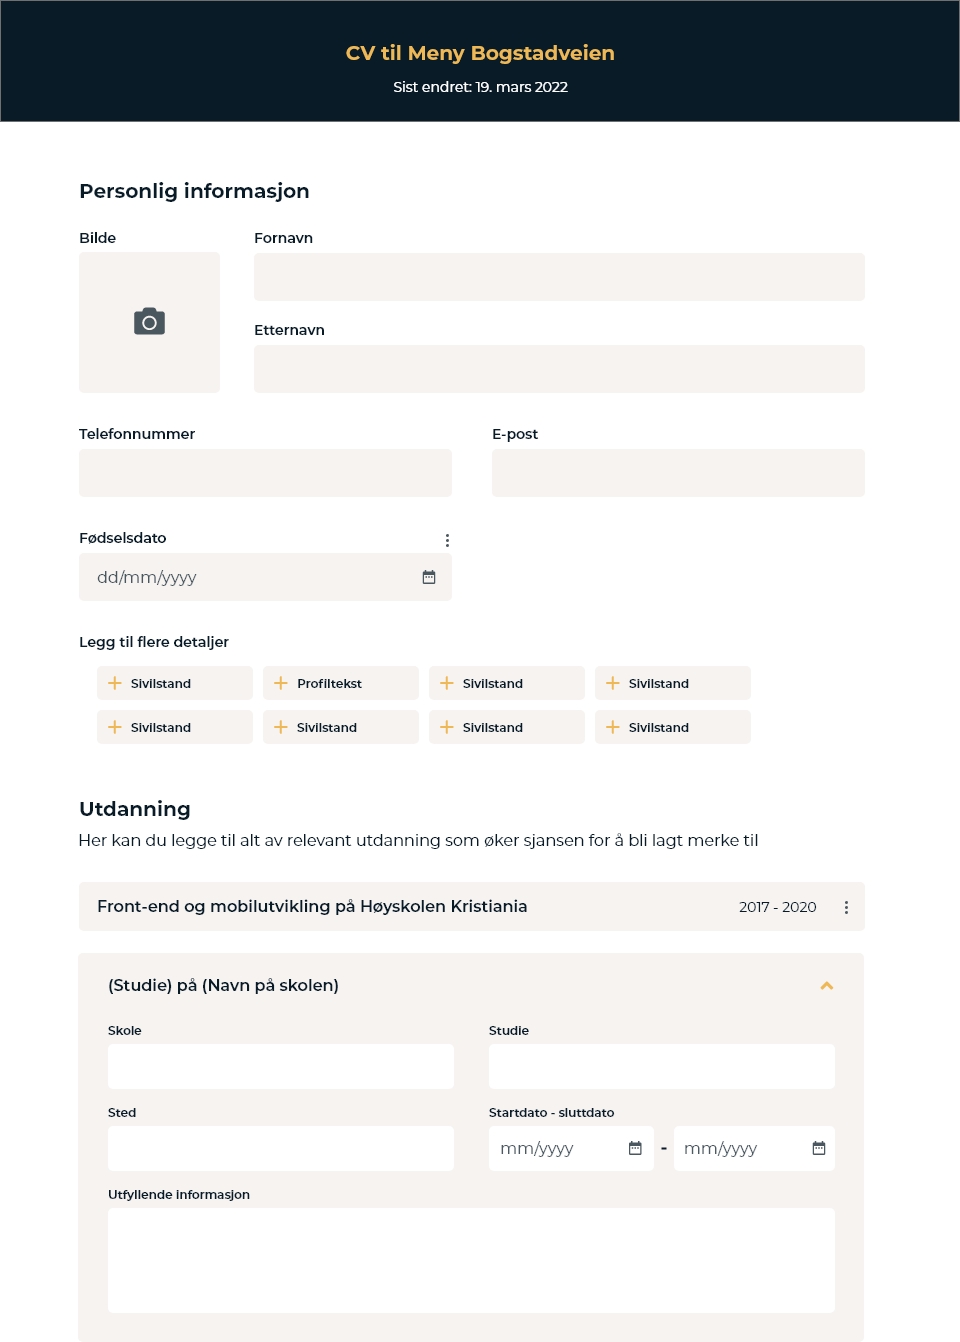 CV til Meny Bogstadveien
Sist endret: 19. mars 2022
Personlig informasjon
Bilde
Fornavn
Etternavn
Telefonnummer
E-post
Fødselsdato
dd/mm/yyyy
Legg til flere detaljer
Sivilstand
Profiltekst
Sivilstand
Sivilstand
Sivilstand
Sivilstand
Sivilstand
Sivilstand
Utdanning
Her kan du legge til alt av relevant utdanning som øker sjansen for å bli lagt merke til
Front-end og mobilutvikling på Høyskolen Kristiania
2017 - 2020
(Studie) på (Navn på skolen)
Skole
Studie
Sted
Startdato - sluttdato
mm/yyyy - mm/yyyy
Utfyllende informasjon